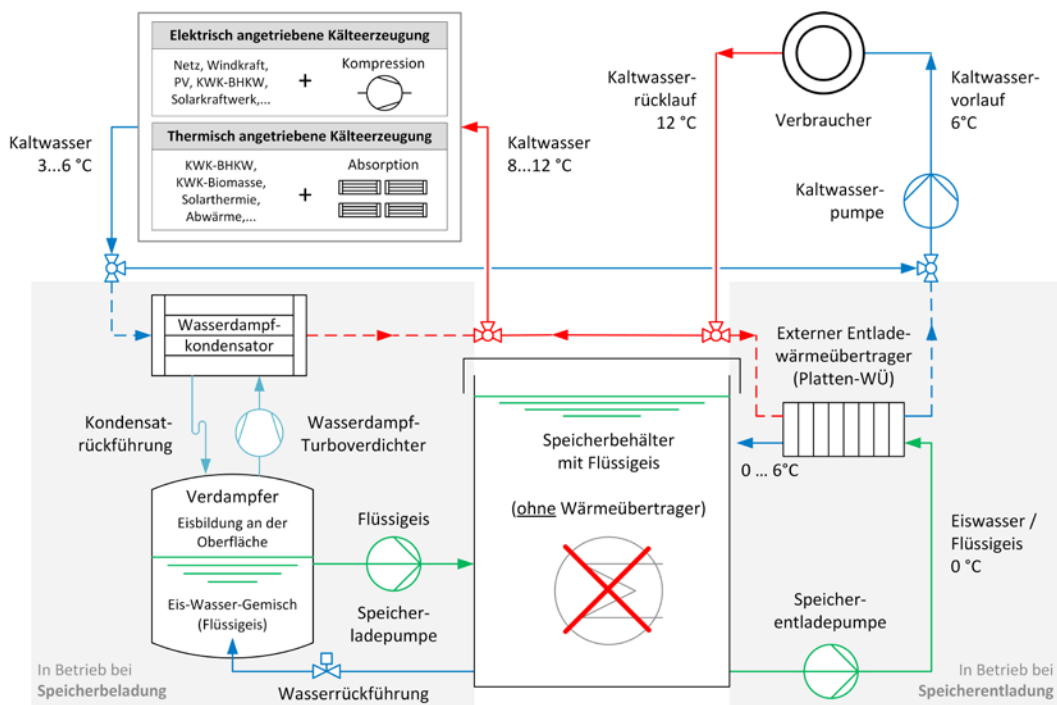 Elektrisch angetriebene Kälteerzeugung
Netz, Windkraft,
PV, KWK-BHKW,
Solarkraftwerk,...
+
Kompression
Thermisch angetriebene Kälteerzeugung
KWK-BHKW,
KWK-Biomasse,
Solarthermie,
Abwärme,...
+
Absorption
Kaltwasser
3...6 °C
Kaltwasser
8...12 °C
Kaltwasser-
rücklauf
12 °C
Verbraucher
Kaltwasser-
vorlauf
6°C
Kaltwasser-
pumpe
Wasserdampf-
kondensator
Kondensat-
rückführung
Wasserdampf-
Turboverdichter
Verdampfer
Eisbildung an der
Oberfläche
Eis-Wasser-Gemisch
(Flüssigeis)
Flüssigeis
Speicher-
ladepumpe
Wasserrückführung
In Betrieb bei
Speicherbeladung
Speicherbehälter
mit Flüssigeis
(ohne Wärmeübertrager)
Externer Entlade-
wärmeübertrager
(Platten-WÜ)
0 ... 6°C
Eiswasser /
Flüssigeis
0 °C
Speicher-
entladepumpe
In Betrieb bei
Speicherentladung